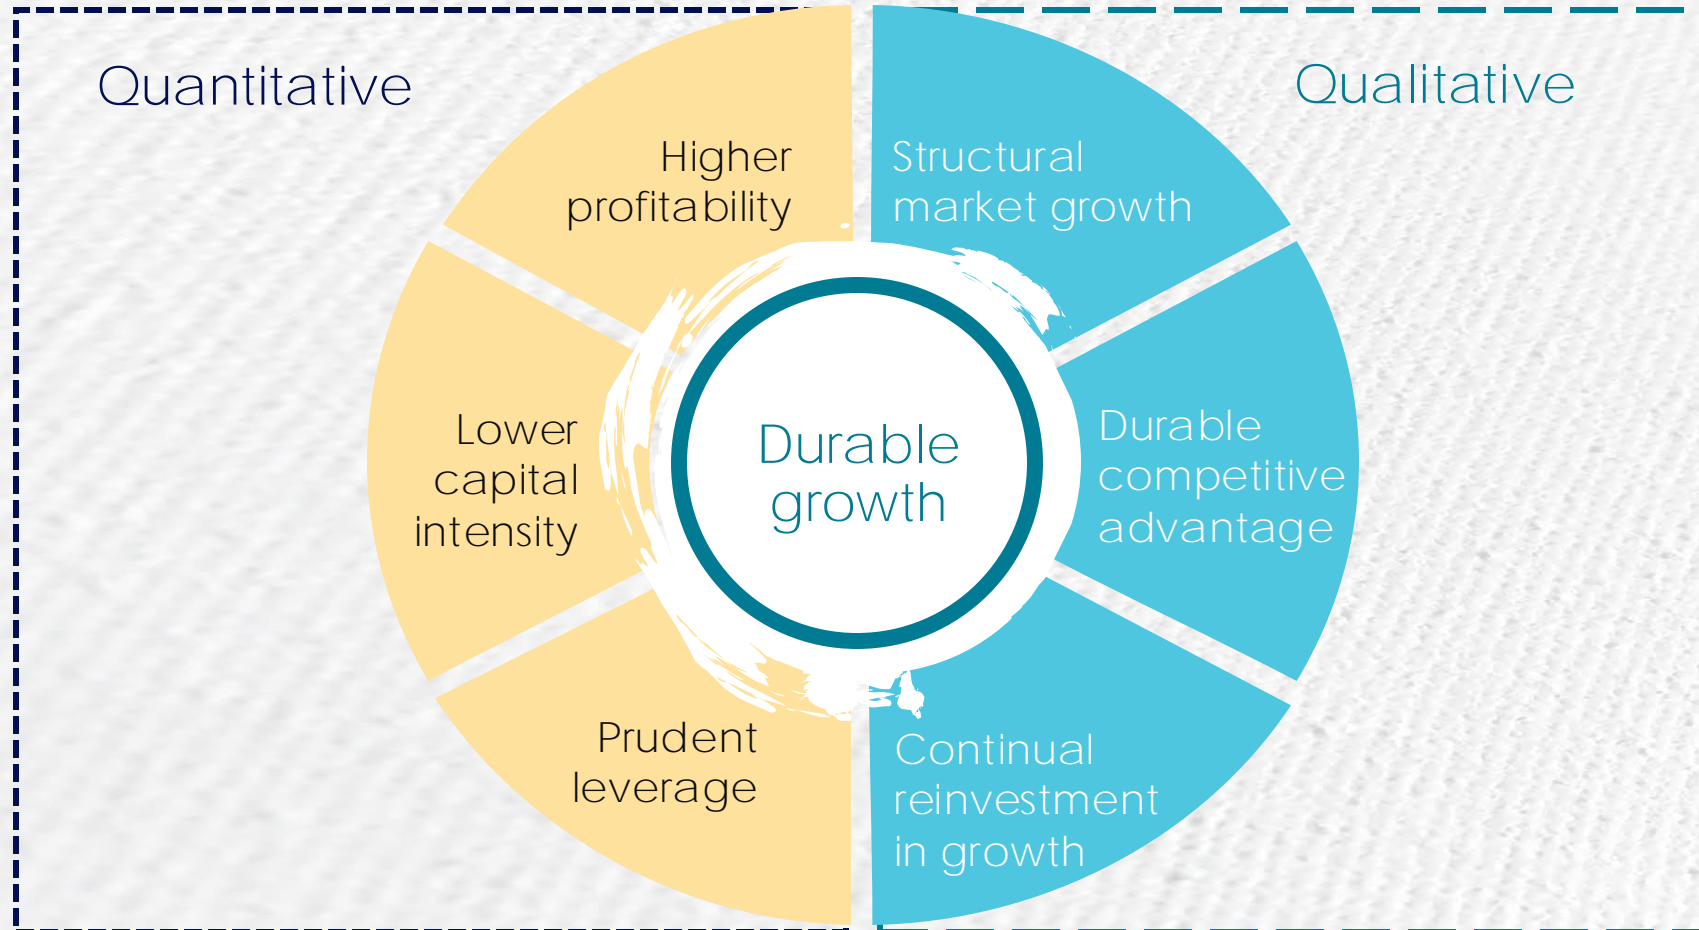 Quantitative
Qualitative
Higher
profitability
Structural
market growth
Lower
capital
intensity
Durable
growth
Durable
competitive
advantage
Prudent
leverage
Continual
reinvestment
in growth